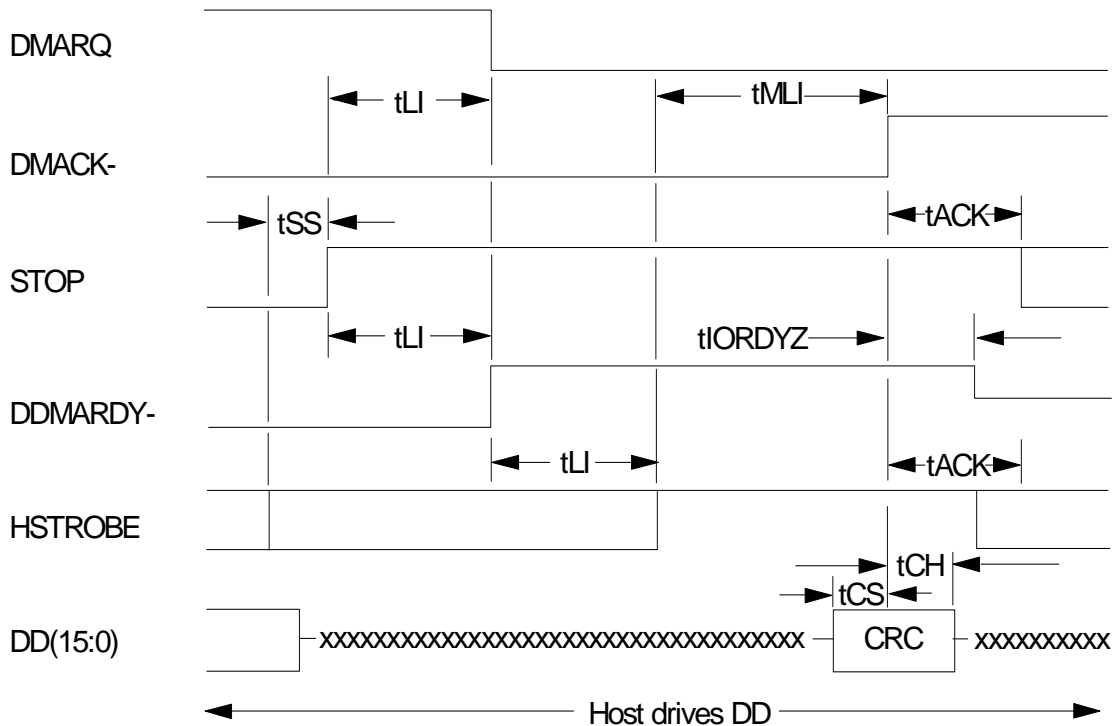 DMARQ
tLI
tMLI
DMACK-
tSS
tACK
STOP
tLI
tIORDYZ
DDMARDY-
tLI
tACK
HSTROBE
tCH
tCS
DD(15:0)
xxxxxxxxxxxxxxxxxxxxxxxxxxxxxxxxxxxx
CRC
xxxxxxxxxx
Host drives DD